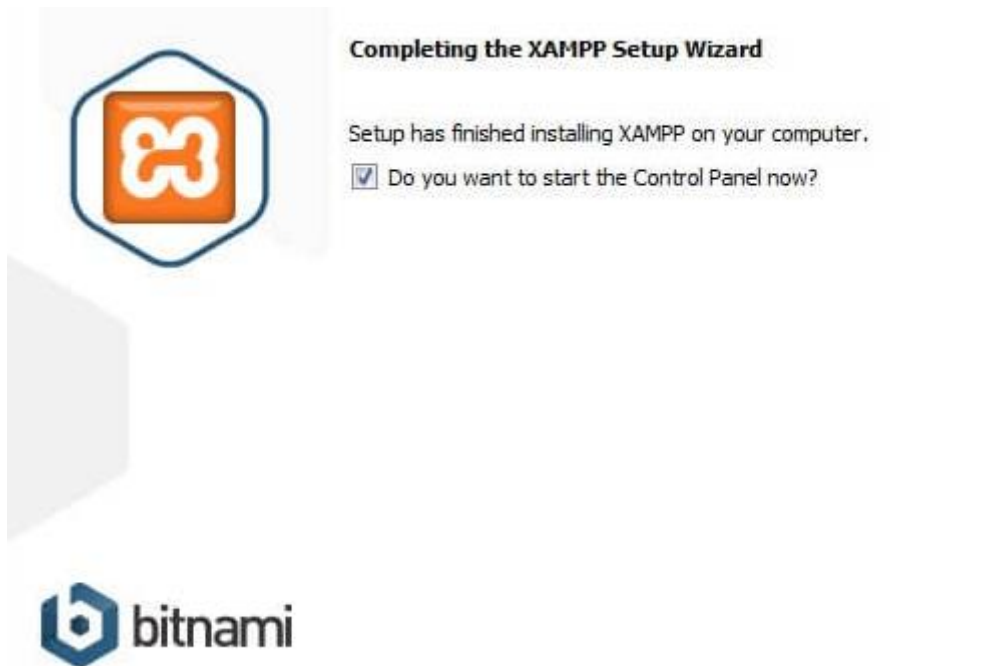 Completing the XAMPP Setup Wizard
Setup has finished installing XAMPP on your computer.
Do you want to start the Control Panel now?
bitnami